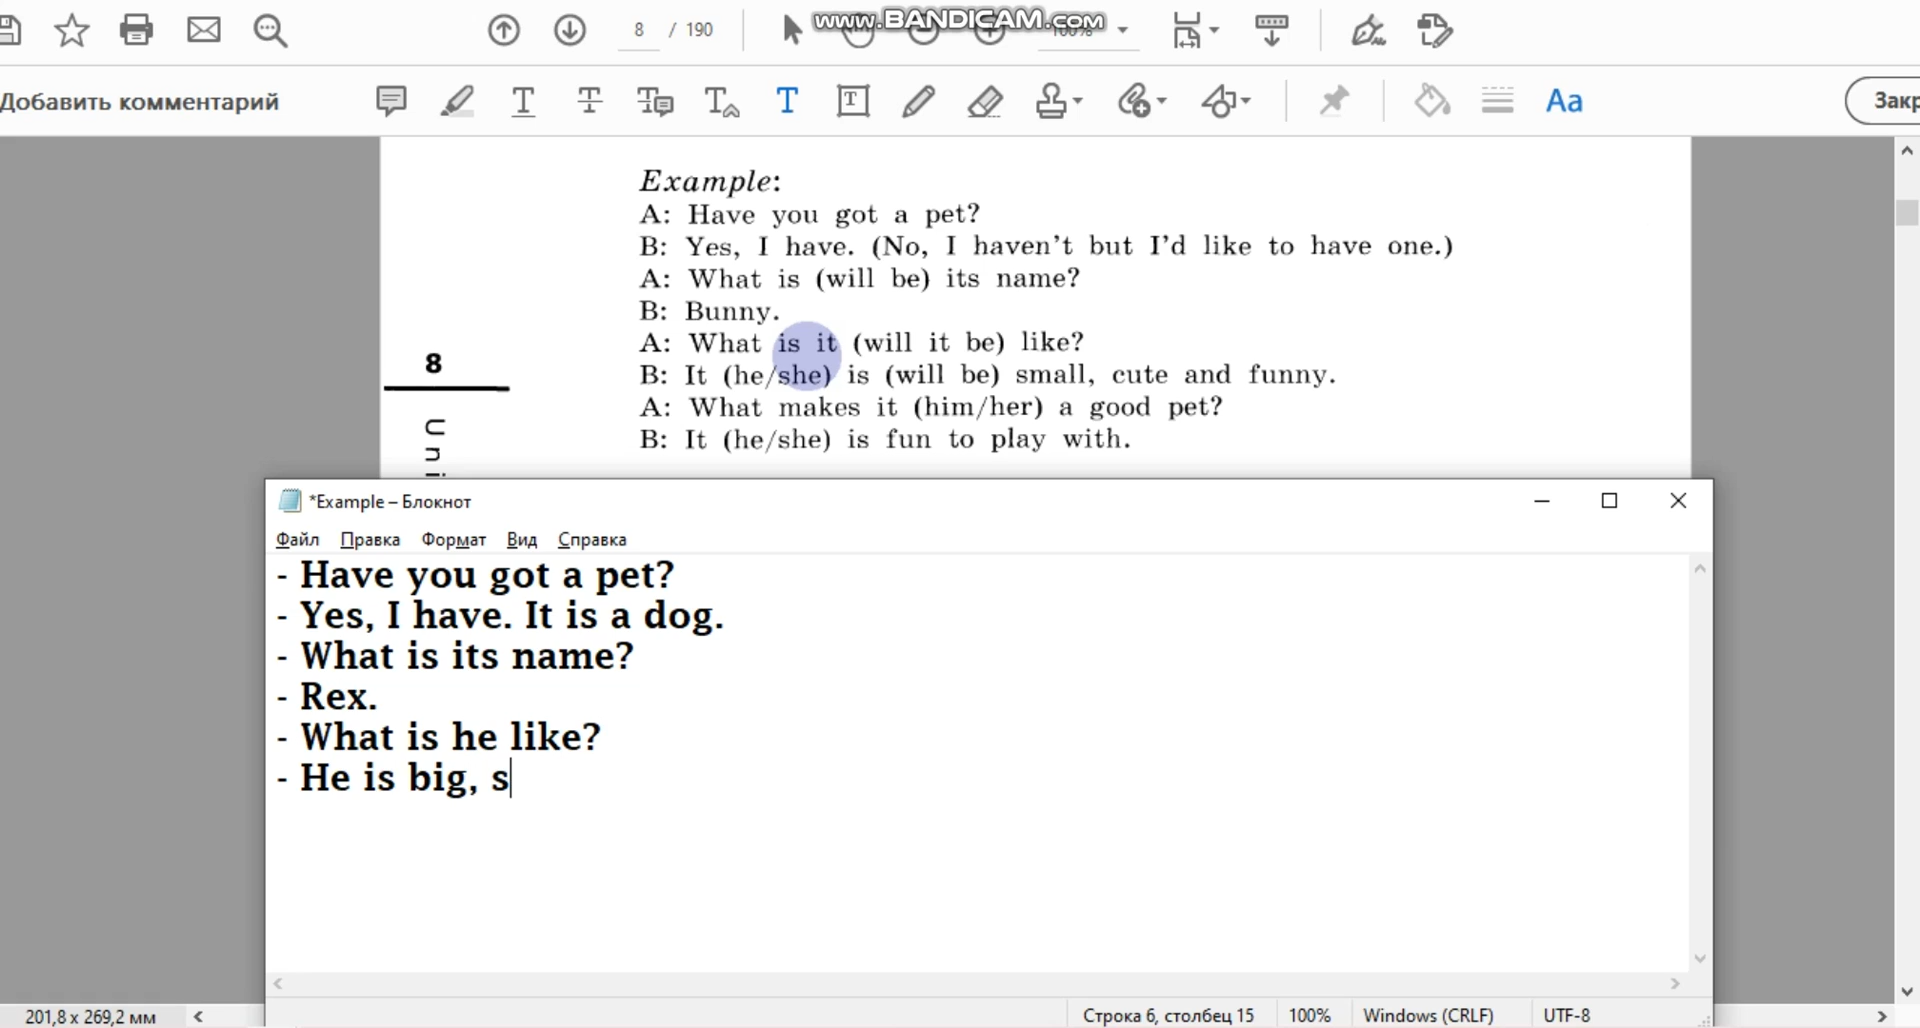 www.BANDICAM.com
8 / 190
100%
Добавить комментарий
Aa
Закр
Example:
A: Have you got a pet?
B: Yes, I have. (No, I haven't but I'd like to have one.)
A: What is (will be) its name?
B: Bunny.
A: What is it (will it be) like?
B: It (he/she) is (will be) small, cute and funny.
A: What makes it (him/her) a good pet?
B: It (he/she) is fun to play with.
8
Uni
*Example – Блокнот
Файл Правка Формат Вид Справка
- Have you got a pet?
- Yes, I have. It is a dog.
- What is its name?
- Rex.
- What is he like?
- He is big, s
201,8 x 269,2 мм
Строка 6, столбец 15 100% Windows (CRLF) UTF-8